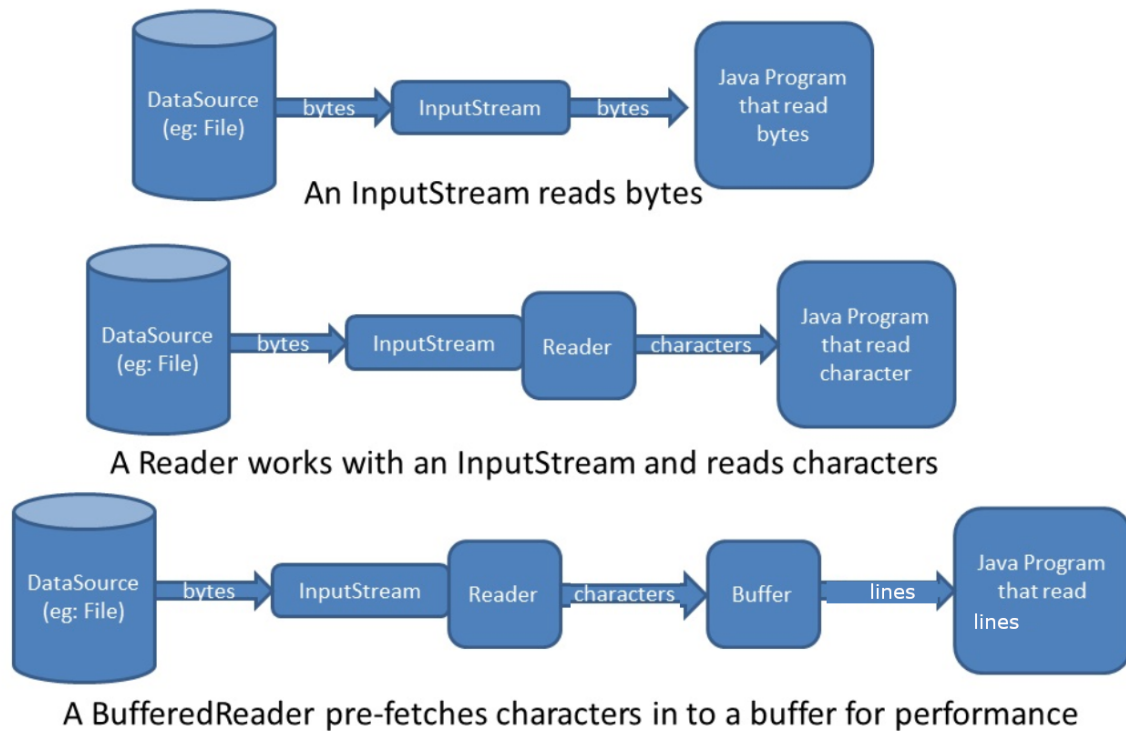 DataSource
(eg: File)
bytes
InputStream
bytes
Java Program
that read
bytes
An InputStream reads bytes
DataSource
(eg: File)
bytes
InputStream
Reader
characters
Java Program
that read
character
A Reader works with an InputStream and reads characters
DataSource
(eg: File)
bytes
InputStream
Reader
characters
Buffer
lines
Java Program
that read
lines
A BufferedReader pre-fetches characters in to a buffer for performance